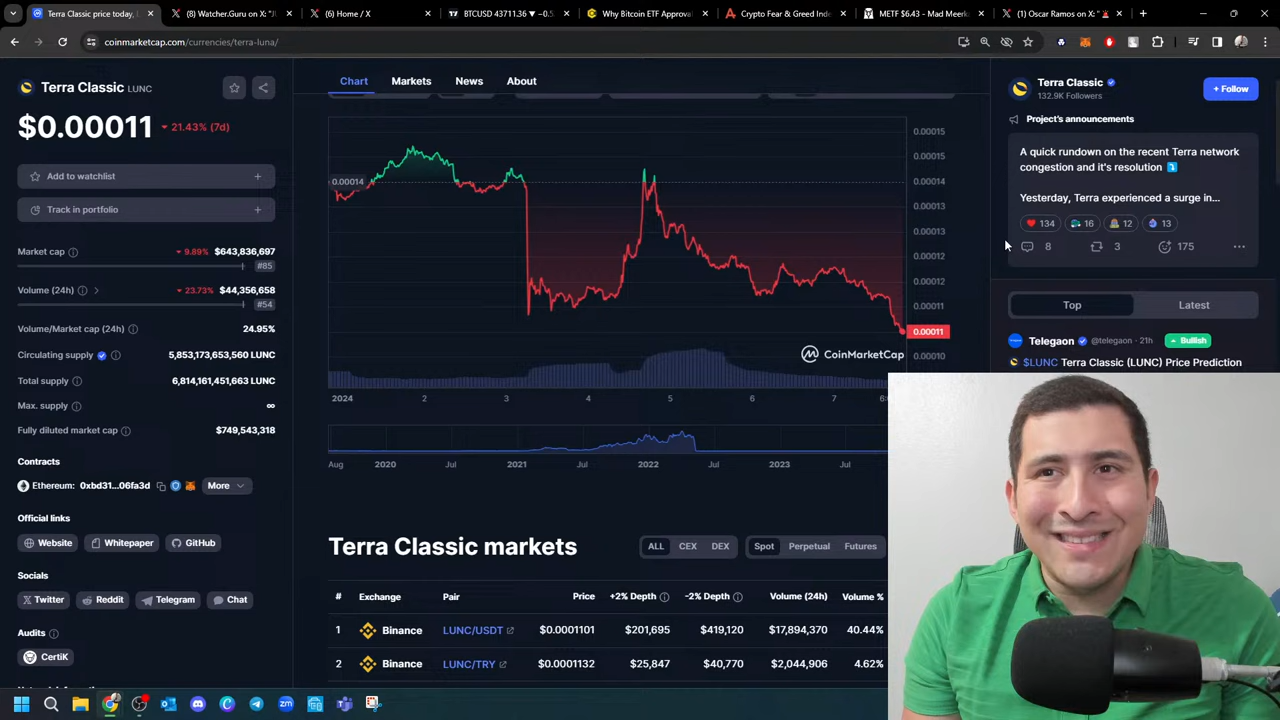 Terra Classic price today, L
(8) Watcher.Guru on X: "JU
(6) Home / X
BTCUSD 43711.36 ▼ −0.5
Why Bitcoin ETF Approval
Crypto Fear & Greed Inde
METF $6.43 - Mad Meerk
(1) Oscar Ramos on X: "🚨
coinmarketcap.com/currencies/terra-luna/
Terra Classic LUNC
$0.00011 21.43% (7d)
Add to watchlist +
Track in portfolio +
Market cap 9.89% $643,836,697
#85
Volume (24h) 23.73% $44,356,658
#54
Volume/Market cap (24h) 24.95%
Circulating supply 5,853,173,653,560 LUNC
Total supply 6,814,161,451,663 LUNC
Max. supply ∞
Fully diluted market cap $749,543,318
Contracts
Ethereum: 0xbd31...06fa3d More
Official links
Website Whitepaper GitHub
Socials
Twitter Reddit Telegram Chat
Audits
CertiK
Chart Markets News About
0.00015
0.00015
0.00014 0.00014
0.00013
0.00013
0.00012
0.00012
0.00011
0.00011
0.00010
CoinMarketCap
2024 2 3 4 5 6 7
Aug 2020 Jul 2021 Jul 2022 Jul 2023 Jul
Terra Classic markets
ALL CEX DEX Spot Perpetual Futures
# Exchange Pair Price +2% Depth -2% Depth Volume (24h) Volume %
1 Binance LUNC/USDT $0.0001101 $201,695 $419,120 $17,894,370 40.44%
2 Binance LUNC/TRY $0.0001132 $25,847 $40,770 $2,044,906 4.62%
Terra Classic
132.9K Followers
+ Follow
Project's announcements
A quick rundown on the recent Terra network
congestion and it's resolution
Yesterday, Terra experienced a surge in...
134 16 12 13
8 3 175
Top Latest
Telegaon @telegaon · 21h Bullish
$LUNC Terra Classic (LUNC) Price Prediction